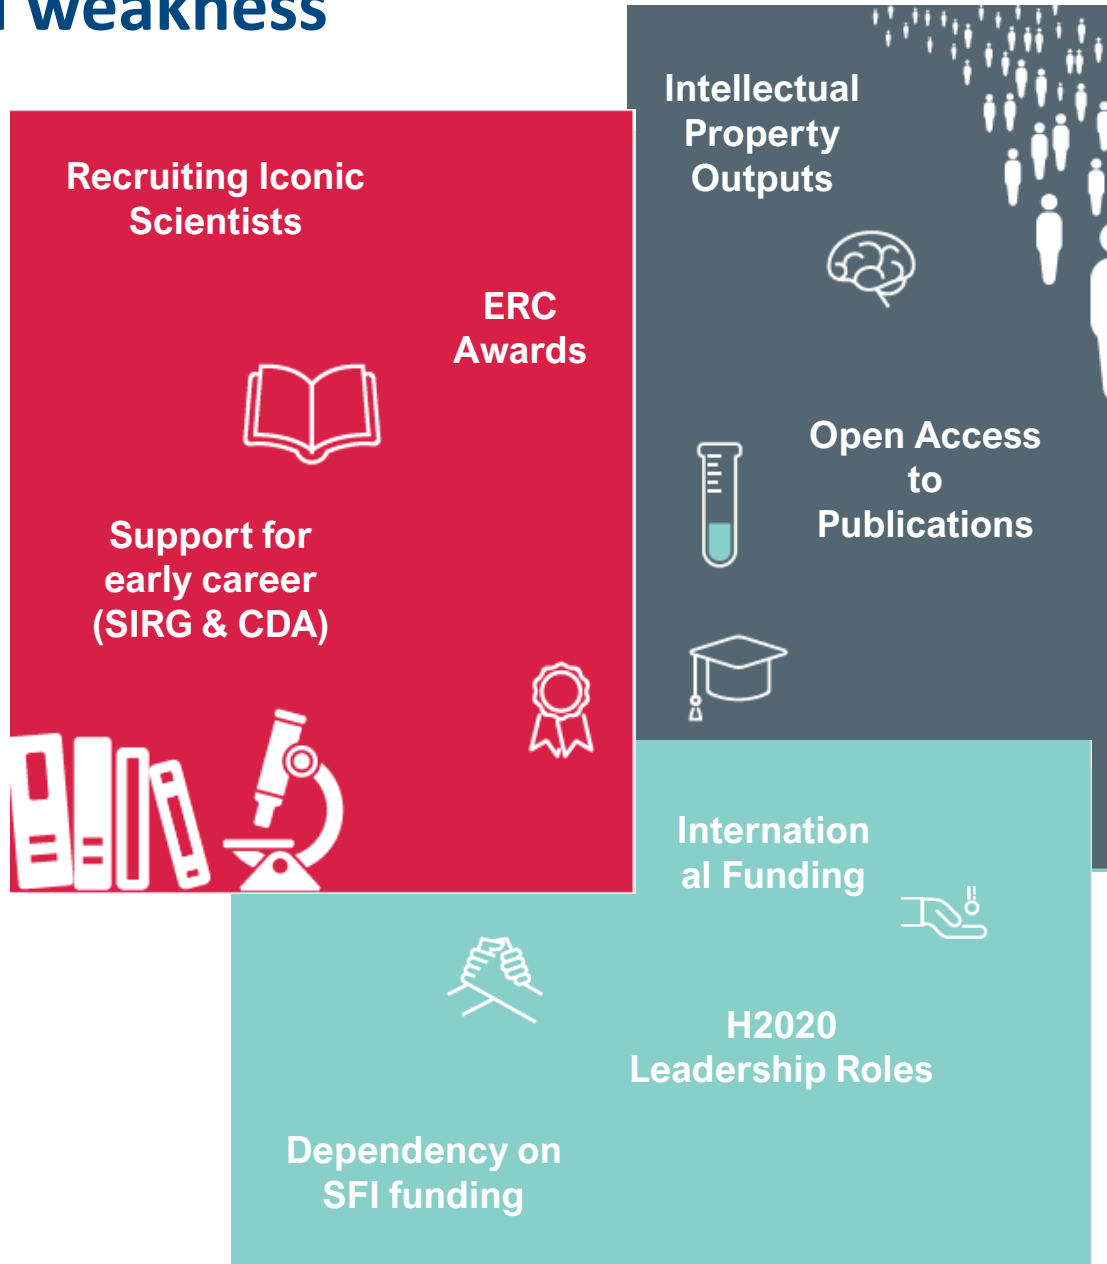 weakness
Recruiting Iconic
Scientists
ERC
Awards
Support for
early career
(SIRG & CDA)
Intellectual
Property
Outputs
Open Access
to
Publications
Internation
al Funding
H2020
Leadership Roles
Dependency on
SFI funding